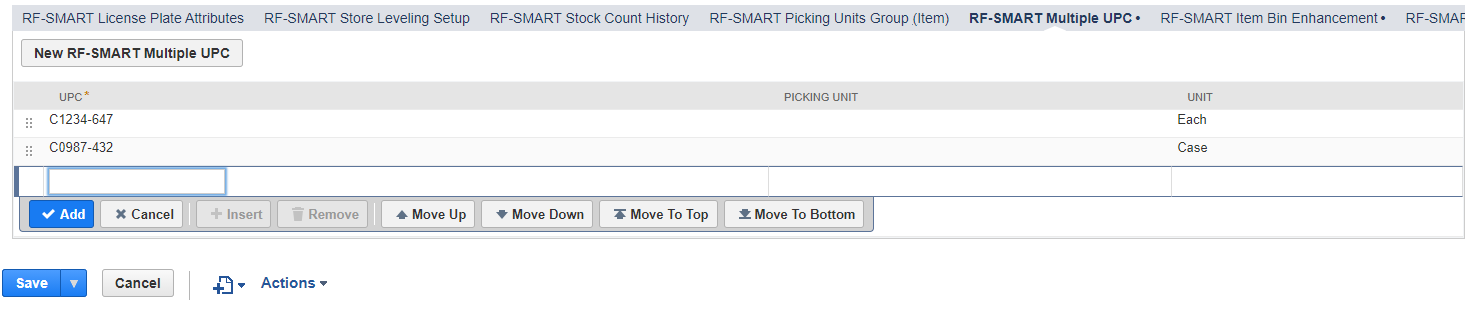 RF-SMART License Plate Attributes RF-SMART Store Leveling Setup RF-SMART Stock Count History RF-SMART Picking Units Group (Item) RF-SMART Multiple UPC • RF-SMART Item Bin Enhancement • RF-SMAR
New RF-SMART Multiple UPC
UPC* PICKING UNIT UNIT
C1234-647 Each
C0987-432 Case
Add Cancel Insert Remove Move Up Move Down Move To Top Move To Bottom
Save Cancel Actions